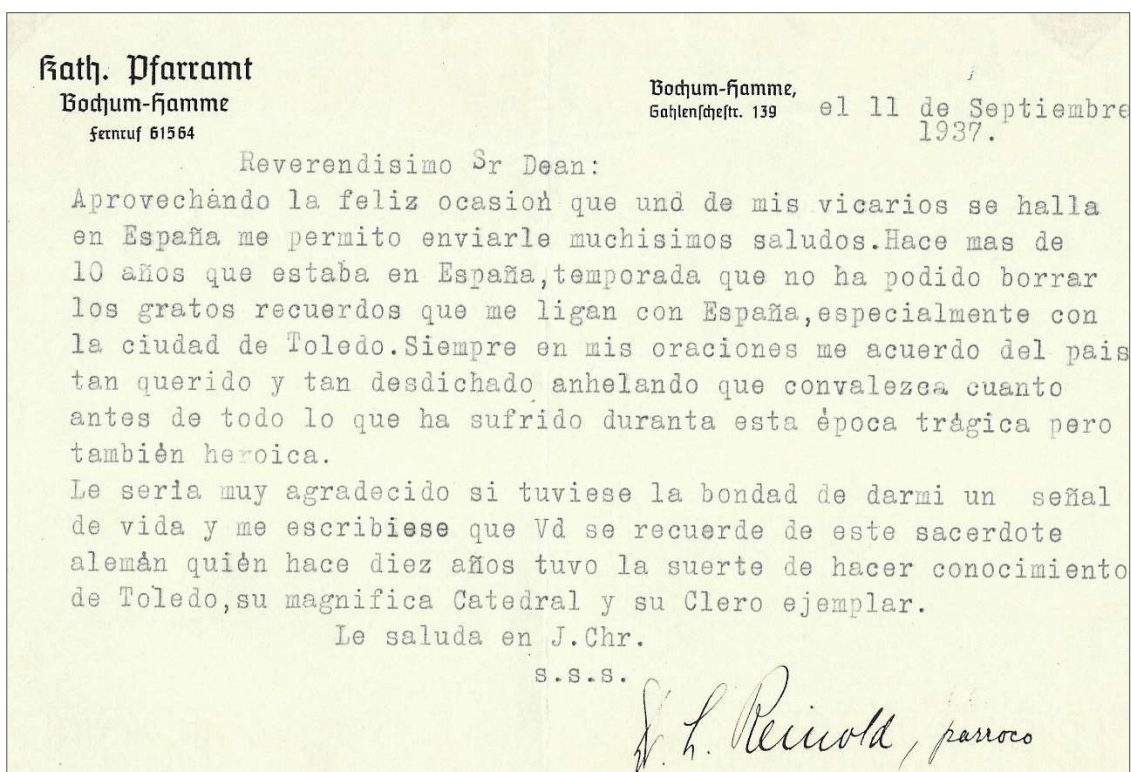 Kath. Pfarramt
Bochum-Hamme
Fernruf 61564
Bochum-Hamme,
Gahlenschestr. 139 el 11 de Septiembre
1937.
Reverendisimo Sr Dean:
Aprovechándo la feliz ocasioń que uno de mis vicarios se halla
en España me permito enviarle muchisimos saludos.Hace mas de
10 años que estaba en España,temporada que no ha podido borrar
los gratos recuerdos que me ligan con España,especialmente con
la ciudad de Toledo.Siempre en mis oraciones me acuerdo del pais
tan querido y tan desdichado anhelando que convalezca cuanto
antes de todo lo que ha sufrido duranta esta época trágica pero
también heroica.
Le seria muy agradecido si tuviese la bondad de darmi un señal
de vida y me escribiese que Vd se recuerde de este sacerdote
alemán quién hace diez años tuvo la suerte de hacer conocimiento
de Toledo,su magnifica Catedral y su Clero ejemplar.
Le saluda en J.Chr.
s.s.s.
L. Reinold, parroco